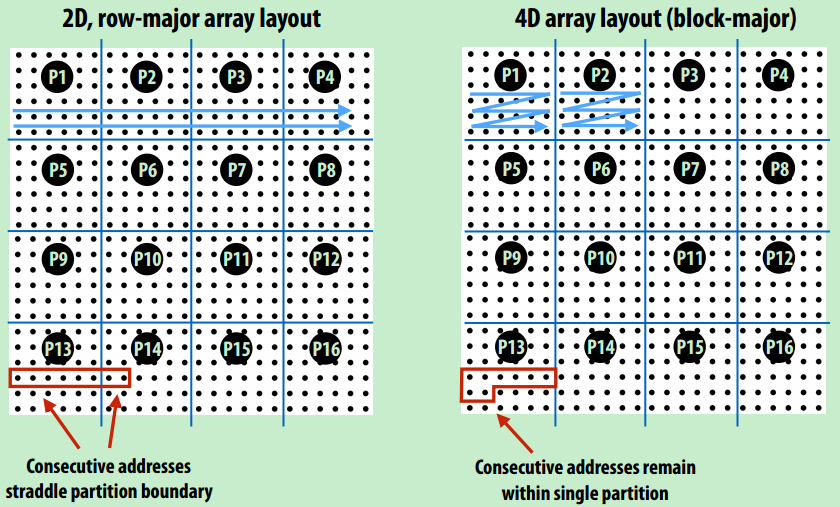 2D, row-major array layout
P1 P2 P3 P4
P5 P6 P7 P8
P9 P10 P11 P12
P13 P14 P15 P16
Consecutive addresses
straddle partition boundary
4D array layout (block-major)
P1 P2 P3 P4
P5 P6 P7 P8
P9 P10 P11 P12
P13 P14 P15 P16
Consecutive addresses remain
within single partition